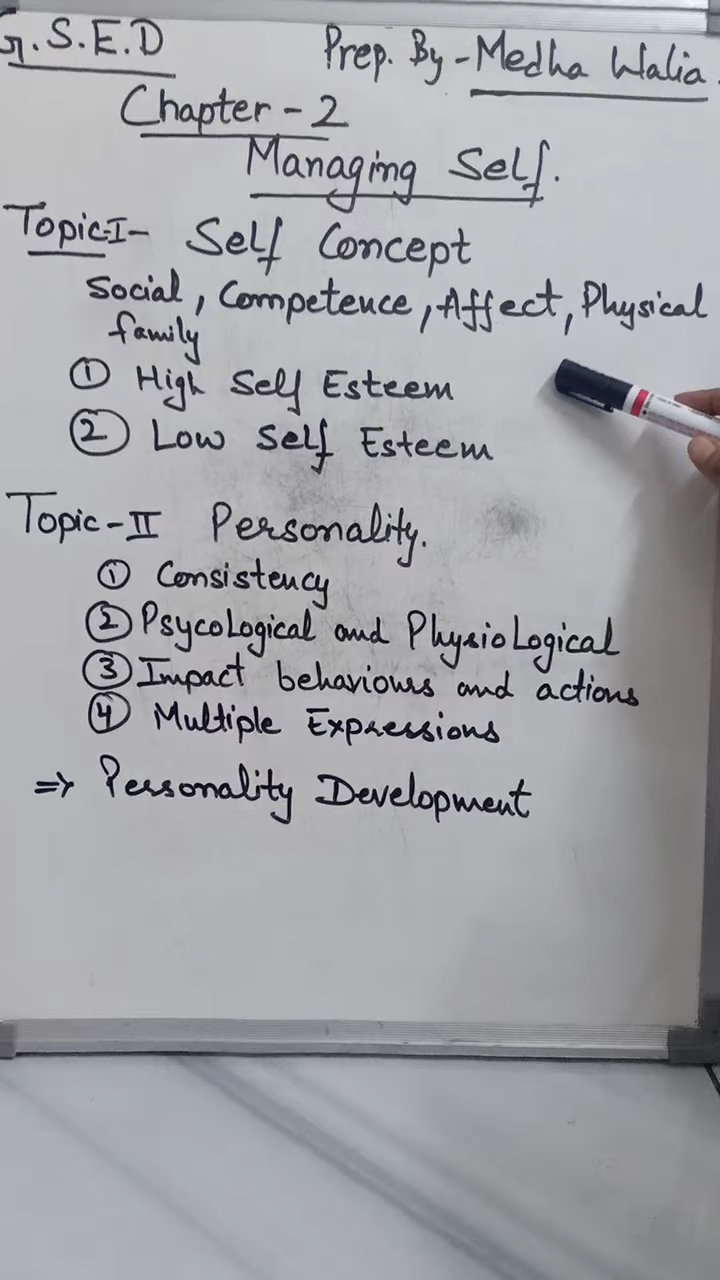 G.S.E.D
Prep. By - Medha Walia
Chapter - 2
Managing Self.
Topic-I- Self Concept
Social, Competence, Affect, Physical
family
① High Self Esteem
② Low Self Esteem
Topic-II Personality.
① Consistency
② Psycological and Physiological
③ Impact behaviours and actions
④ Multiple Expressions
⇒ Personality Development